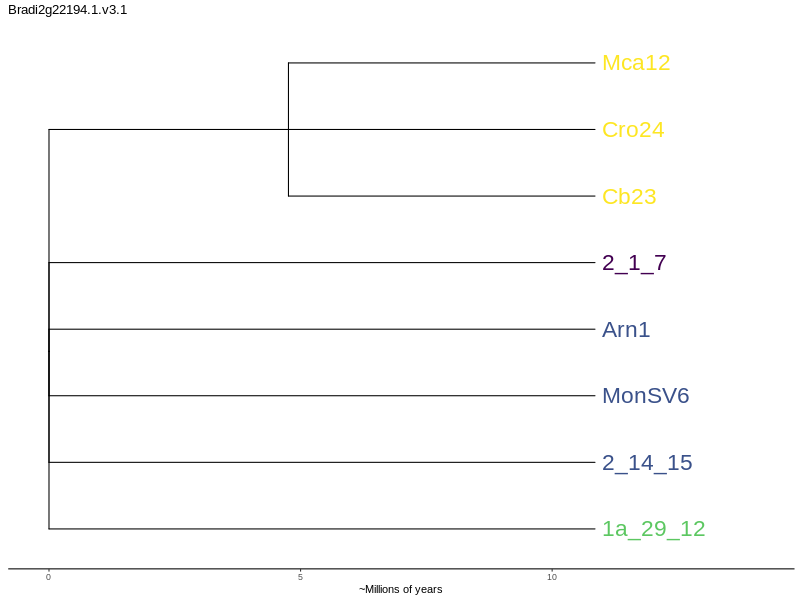 Bradi2g22194.1.v3.1
Mca12
Cro24
Cb23
2_1_7
Arn1
MonSV6
2_14_15
1a_29_12
0 5 10
~Millions of years